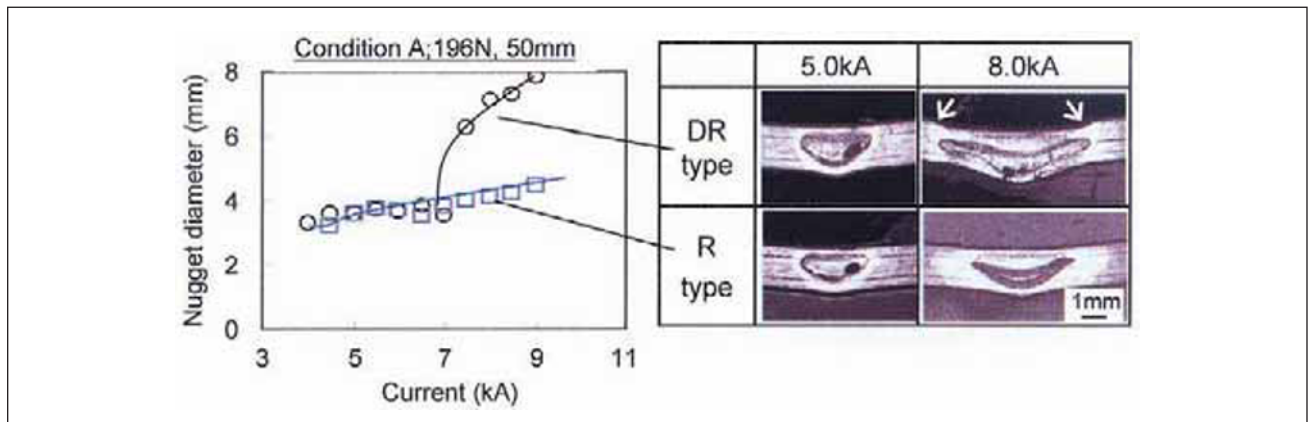 Condition A;196N, 50mm
Nugget diameter (mm)
8
6
4
2
0
3 5 7 9 11
Current (kA)
5.0kA 8.0kA
DR
type
R
type
1mm